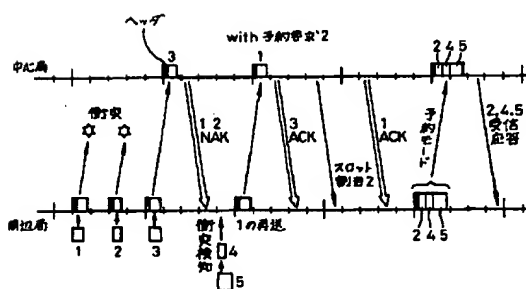 ヘッダ
with 予約要求2
3
1
2 4 5
中心局
衝突
1 2
NAK
3
ACK
スロット
割当2
1
ACK
予約モード
2,4,5
受信
応答
周辺局
1
2
3
衝突検知
4
5
1の再送
2 4 5